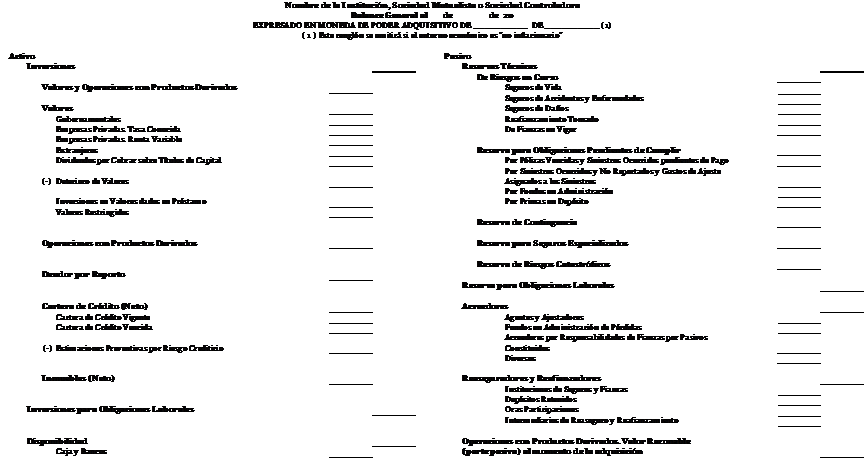 Nombre de la Institución, Sociedad Mutualista o Sociedad Controladora
Balance General al ___ de ______ de 20
EXPRESADO EN MONEDA DE PODER ADQUISITIVO DE ____________ DE ____________ (1)
( 1 ) Este renglón se omitirá si el entorno económico es "no inflacionario"
Activo
Inversiones
Valores y Operaciones con Productos Derivados
Valores
Gubernamentales
Empresas Privadas. Tasa Conocida
Empresas Privadas. Renta Variable
Extranjeros
Dividendos por Cobrar sobre Títulos de Capital
(-) Deterioro de Valores
Inversiones en Valores dados en Préstamo
Valores Restringidos
Operaciones con Productos Derivados
Deudor por Reporto
Cartera de Crédito (Neto)
Cartera de Crédito Vigente
Cartera de Crédito Vencida
(-) Estimaciones Preventivas por Riesgo Crediticio
Inmuebles (Neto)
Inversiones para Obligaciones Laborales
Disponibilidad
Caja y Bancos
Pasivo
Reservas Técnicas
De Riesgos en Curso
Seguros de Vida
Seguros de Accidentes y Enfermedades
Seguros de Daños
Reafianzamiento Tomado
De Fianzas en Vigor
Reserva para Obligaciones Pendientes de Cumplir
Por Pólizas Vencidas y Siniestros Ocurridos pendientes de Pago
Por Siniestros Ocurridos y No Reportados y Gastos de Ajuste
Asignados a los Siniestros
Por Fondos en Administración
Por Primas en Depósito
Reserva de Contingencia
Reserva para Seguros Especializados
Reserva de Riesgos Catastróficos
Reserva para Obligaciones Laborales
Acreedores
Agentes y Ajustadores
Fondos en Administración de Pérdidas
Acreedores por Responsabilidades de Fianzas por Pasivos
Constituidos
Diversos
Reaseguradores y Reafianzadores
Instituciones de Seguros y Fianzas
Depósitos Retenidos
Otras Participaciones
Intermediarios de Reaseguro y Reafianzamiento
Operaciones con Productos Derivados. Valor Razonable
(parte pasiva) al momento de la adquisición